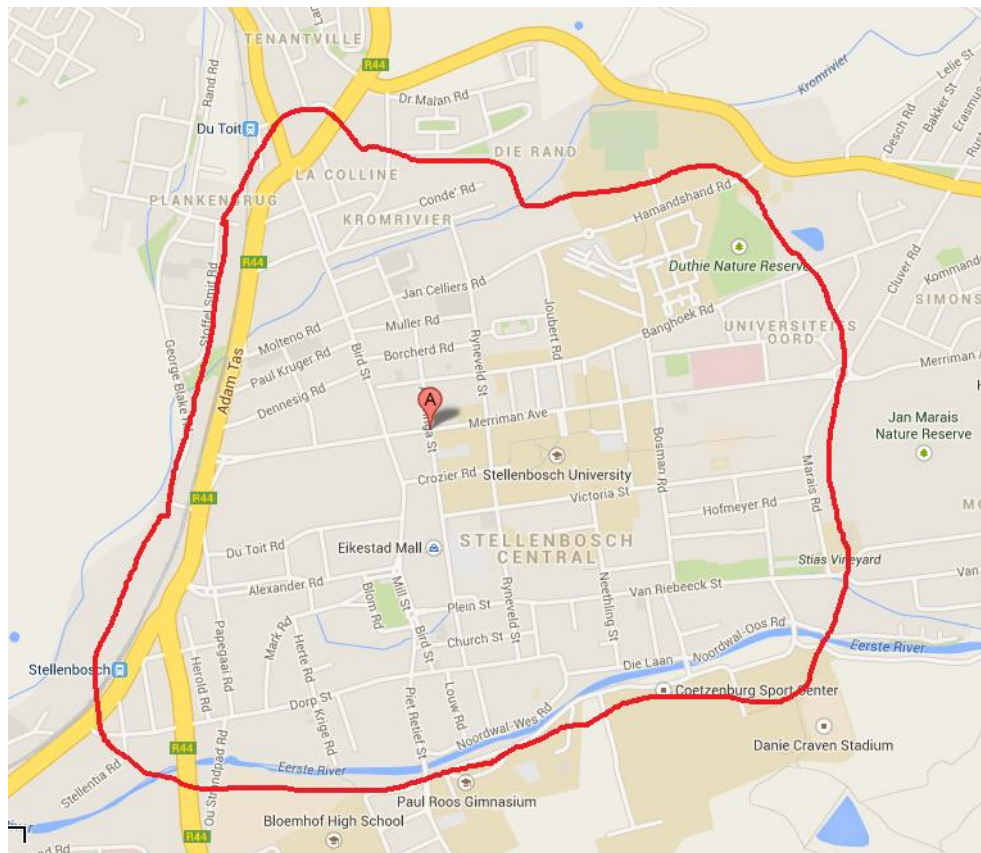 TENANTVILLE
R44
Rand Rd
Kromrivier
Lelie St
Bakker St
Desch Rd
Dr Malan Rd
Du Toit
DIE RAND
LA COLLINE
PLANKENBRUG
Conde' Rd
KROMRIVIER
Hamandshand Rd
Duthie Nature Reserve
Cluver Rd
R44
Stoffel Smit Rd
Jan Celliers Rd
Joubert Rd
Banghoek Rd
Molteno Rd
Muller Rd
Bird St
Ryneveld St
UNIVERSITEITS
OORD
Borcherd Rd
Paul Kruger Rd
Adam Tas
Dennesig Rd
A
Merriman Ave
Jan Marais
Nature Reserve
Bosman Rd
Crozier Rd
Stellenbosch University
Marais Rd
R44
Victoria St
Hofmeyer Rd
Du Toit Rd
Eikestad Mall
STELLENBOSCH
CENTRAL
Stias Vineyard
Alexander Rd
Mill St
Blom Rd
Neethling St
Van Riebeeck St
Van
Plein St
Ryneveld St
Mark Rd
Herte Rd
Papegaai Rd
Bird St
Church St
Noordwal-Oos Rd
Eerste River
Stellenbosch
Herold Rd
Die Laan
Dorp St
Louw Rd
Piet Retief St
Krige Rd
Coetzenburg Sport Center
Noordwal-Wes Rd
Danie Craven Stadium
R44
Stellentia Rd
Ou Strandpad Rd
Eerste River
Paul Roos Gimnasium
Bloemhof High School
R44